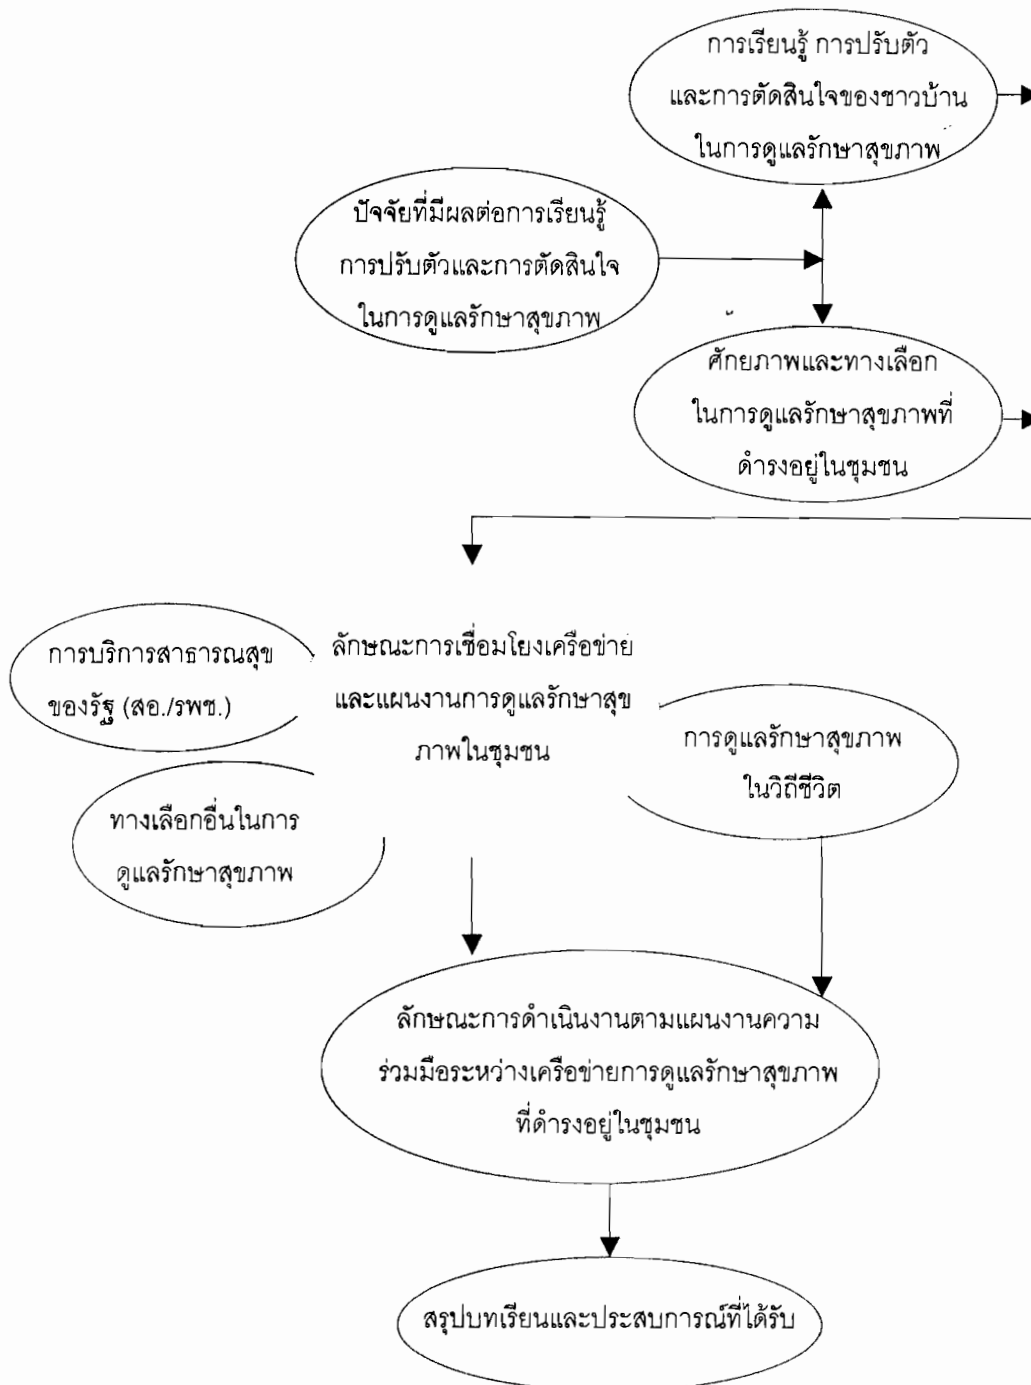 การเรียนรู้ การปรับตัว
และการตัดสินใจของชาวบ้าน
ในการดูแลรักษาสุขภาพ
ปัจจัยที่มีผลต่อการเรียนรู้
การปรับตัวและการตัดสินใจ
ในการดูแลรักษาสุขภาพ
ศักยภาพและทางเลือก
ในการดูแลรักษาสุขภาพที่
ดำรงอยู่ในชุมชน
การบริการสาธารณสุข
ของรัฐ (สอ./รพช.)
ลักษณะการเชื่อมโยงเครือข่าย
และแผนงานการดูแลรักษาสุข
ภาพในชุมชน
การดูแลรักษาสุขภาพ
ในวิถีชีวิต
ทางเลือกอื่นในการ
ดูแลรักษาสุขภาพ
ลักษณะการดำเนินงานตามแผนงานความ
ร่วมมือระหว่างเครือข่ายการดูแลรักษาสุขภาพ
ที่ดำรงอยู่ในชุมชน
สรุปบทเรียนและประสบการณ์ที่ได้รับ